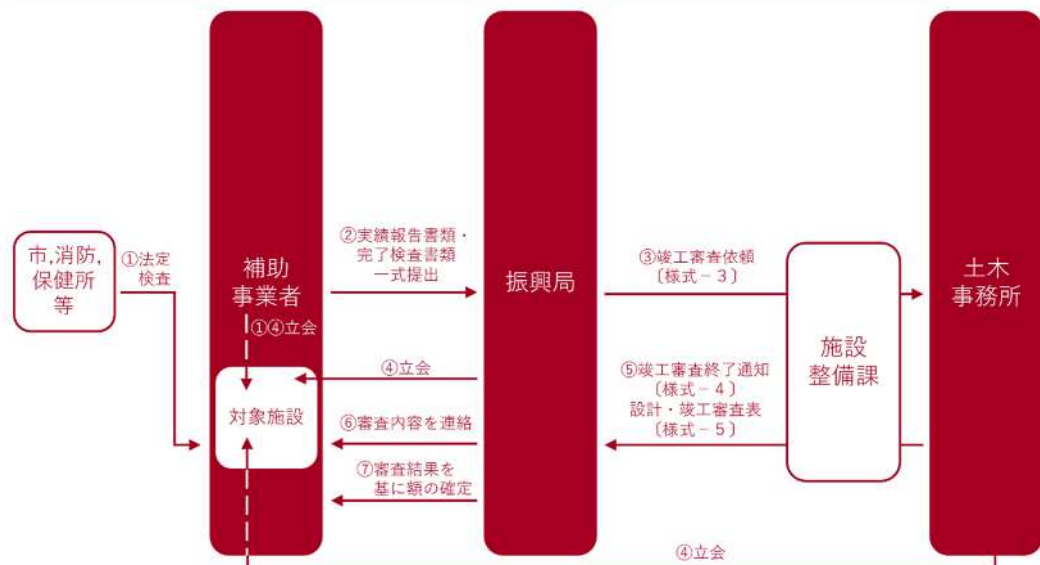 市,消防,
保健所
等
①法定
検査
補助
事業者
①④立会
対象施設
②実績報告書類・
完了検査書類
一式提出
④立会
⑥審査内容を連絡
⑦審査結果を
基に額の確定
振興局
③竣工審査依頼
〔様式－3〕
⑤竣工審査終了通知
〔様式－4〕
設計・竣工審査表
〔様式－5〕
施設
整備課
土木
事務所
④立会